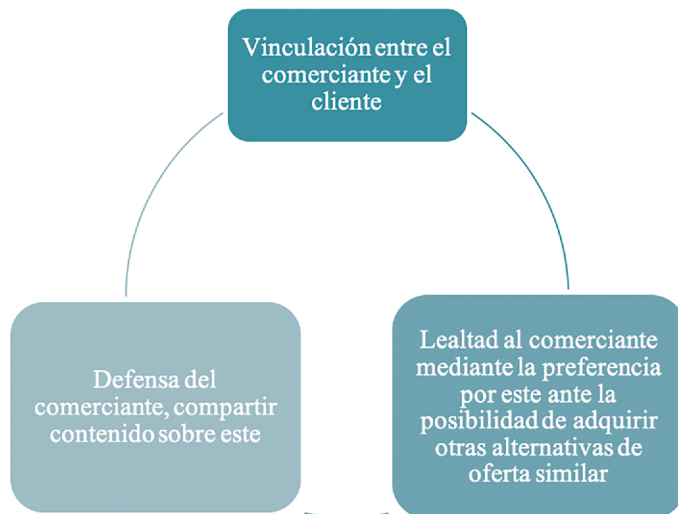 Vinculación entre el
comerciante y el
cliente
Lealtad al comerciante
mediante la preferencia
por este ante la
posibilidad de adquirir
otras alternativas de
oferta similar
Defensa del
comerciante, compartir
contenido sobre este